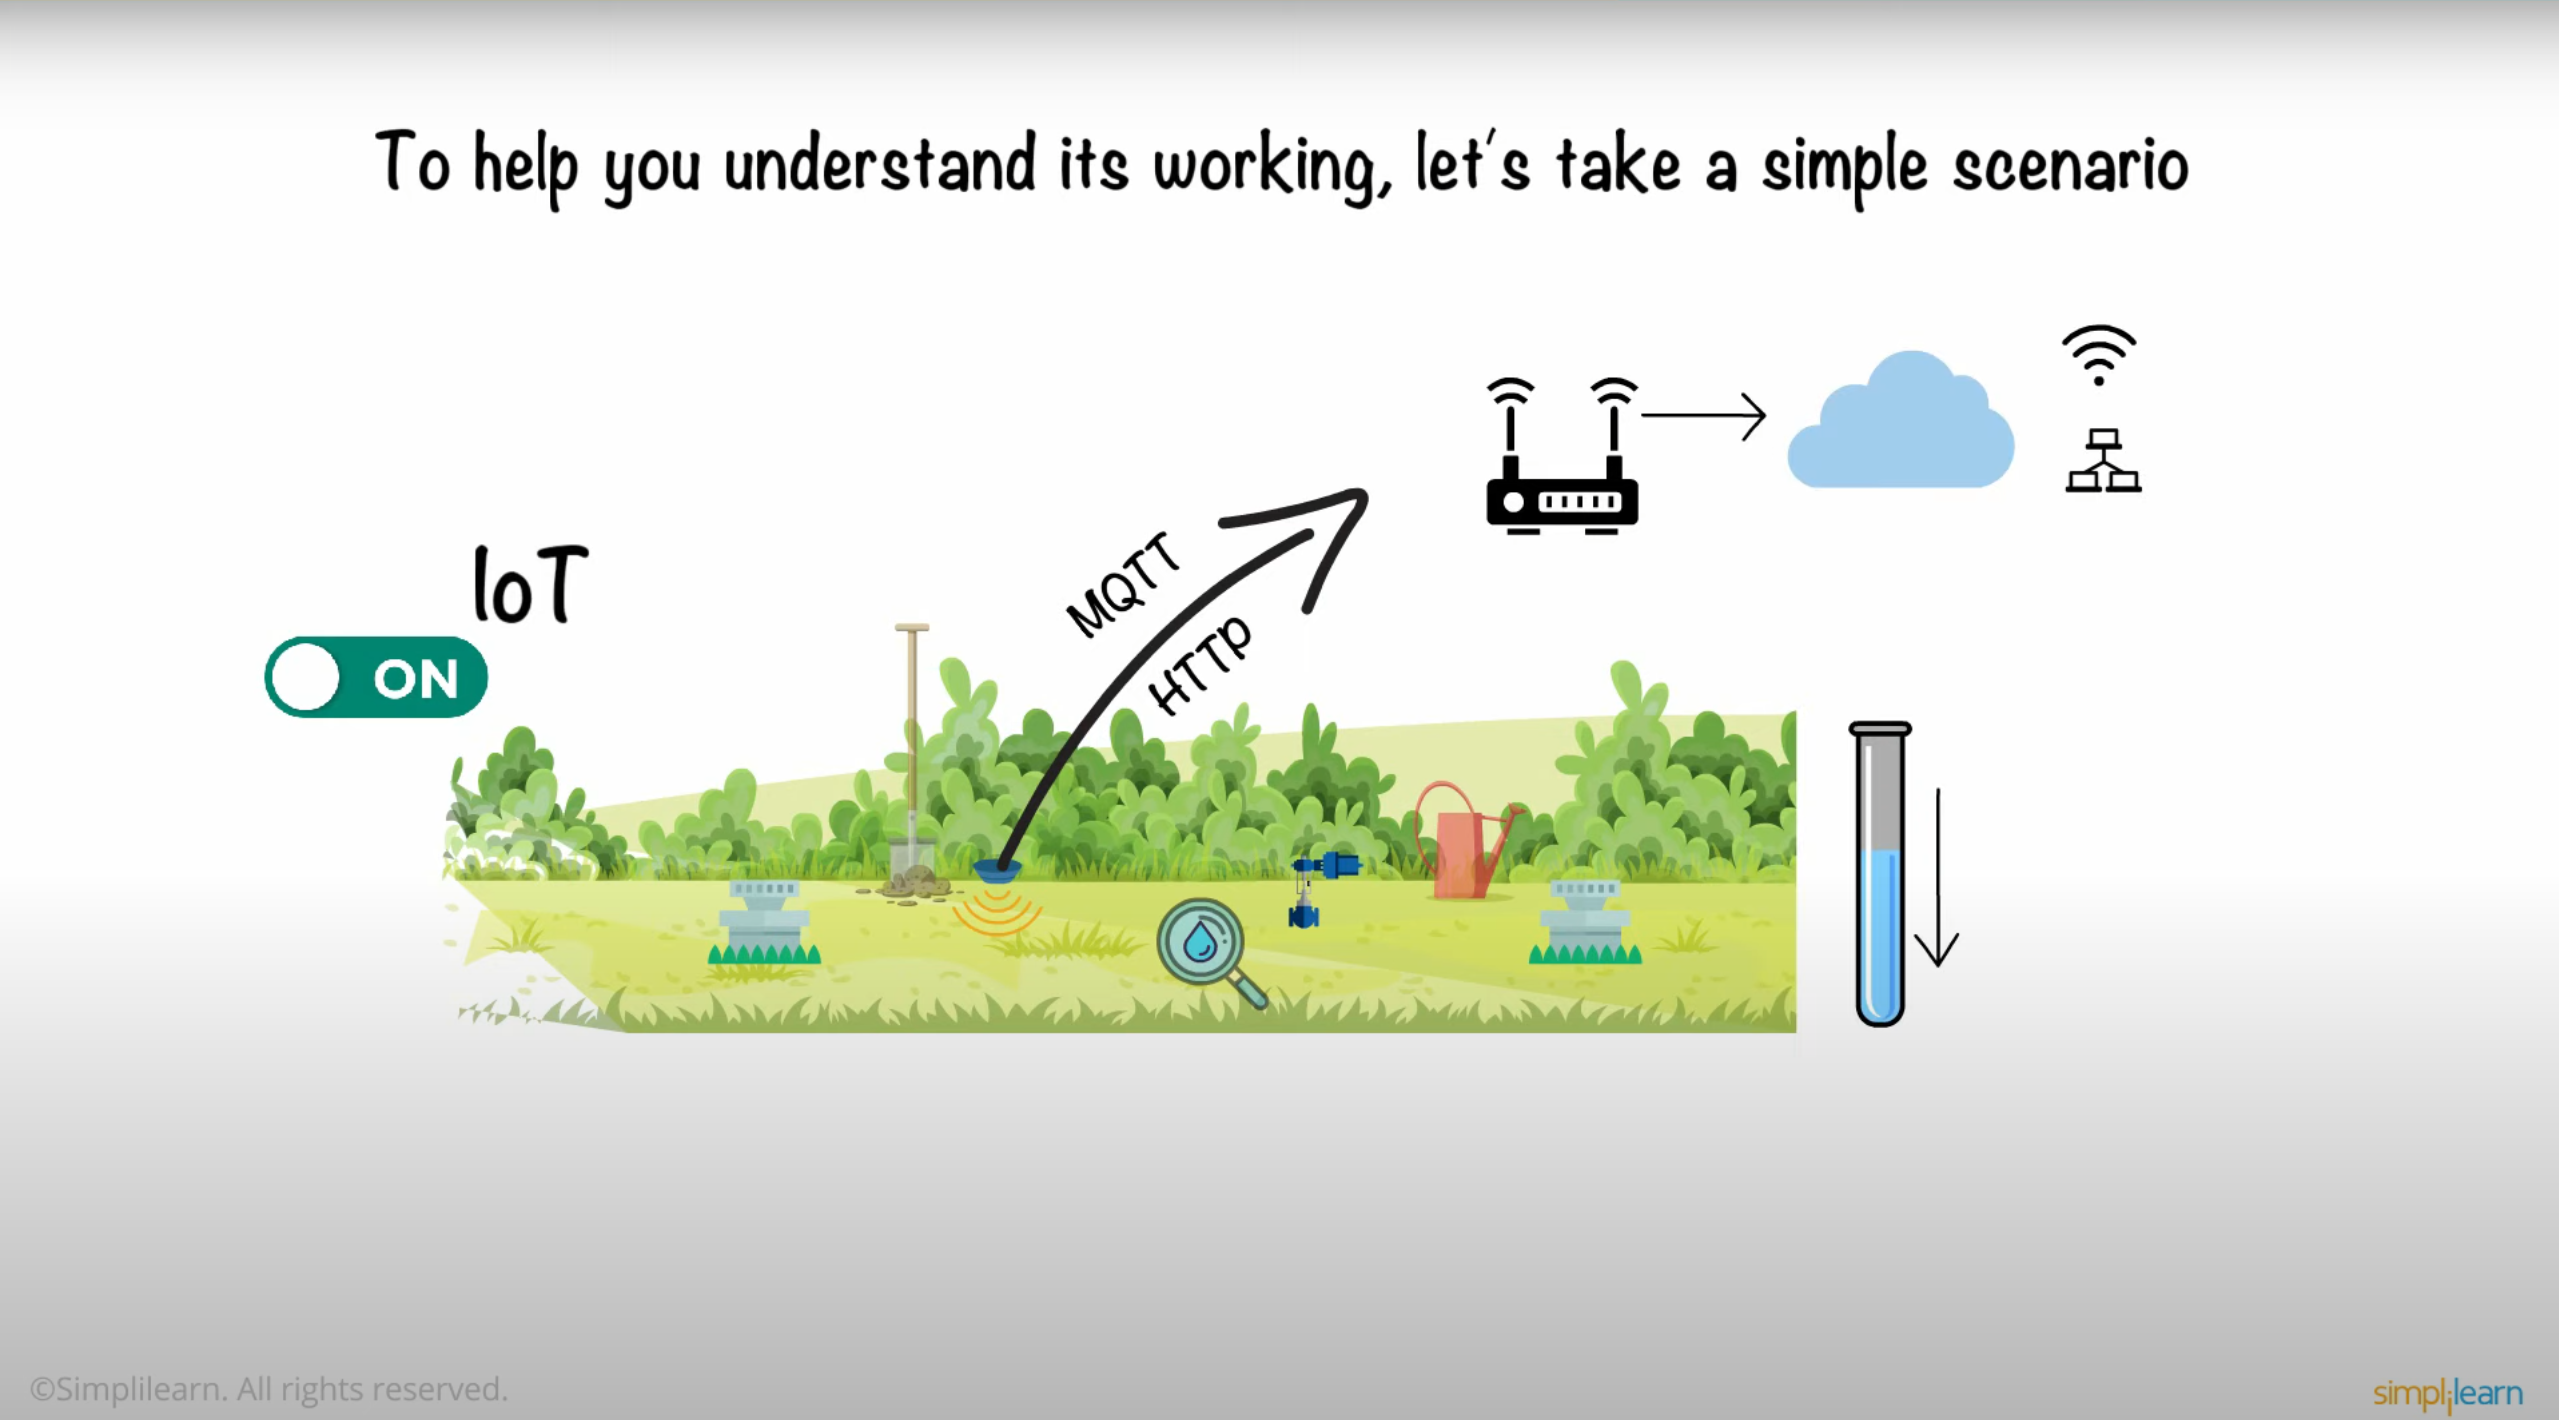 To help you understand its working, let's take a simple scenario
IoT
ON
MQTT
HTTP
©Simplilearn. All rights reserved.
simplilearn